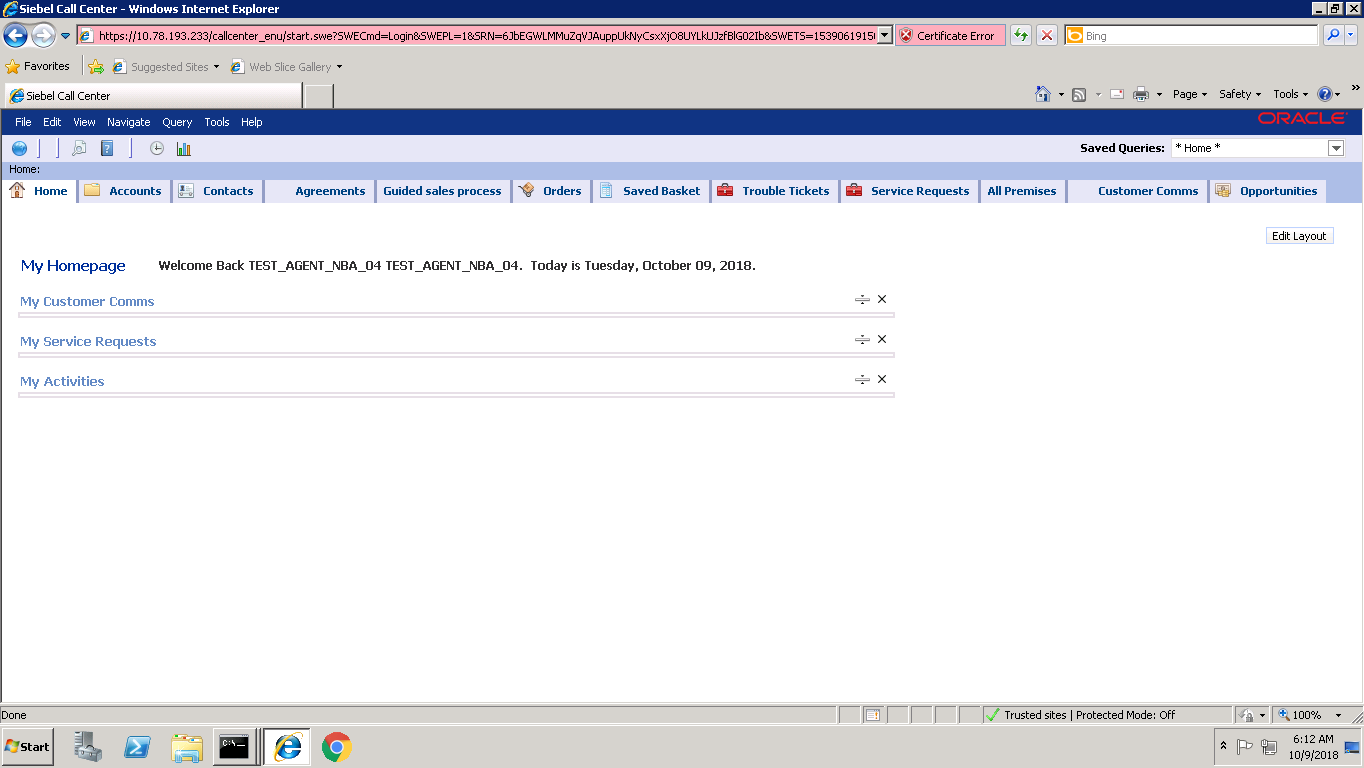 Siebel Call Center - Windows Internet Explorer
https://10.78.193.233/callcenter_enu/start.swe?SWECmd=Login&SWEPL=1&SRN=6JbEGWLMMuZqVJAuppUkNyCsxXjO8UYLkUJzfBlG02Ib&SWETS=1539061915 Certificate Error Bing
Favorites Suggested Sites Web Slice Gallery
Siebel Call Center Page Safety Tools
File Edit View Navigate Query Tools Help ORACLE
Saved Queries: * Home *
Home:
Home Accounts Contacts Agreements Guided sales process Orders Saved Basket Trouble Tickets Service Requests All Premises Customer Comms Opportunities
Edit Layout
My Homepage Welcome Back TEST_AGENT_NBA_04 TEST_AGENT_NBA_04. Today is Tuesday, October 09, 2018.
My Customer Comms
My Service Requests
My Activities
Done Trusted sites | Protected Mode: Off 100%
Start C:\. 6:12 AM
10/9/2018